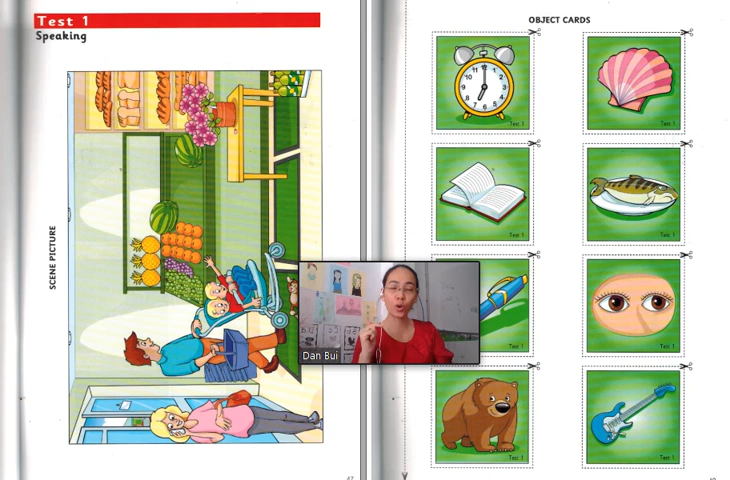 Test 1
Speaking
SCENE PICTURE
47
OBJECT CARDS
Test 1
Test 1
Test 1
Test 1
Test 1
Test 1
Test 1
Test 1
Dan Bui